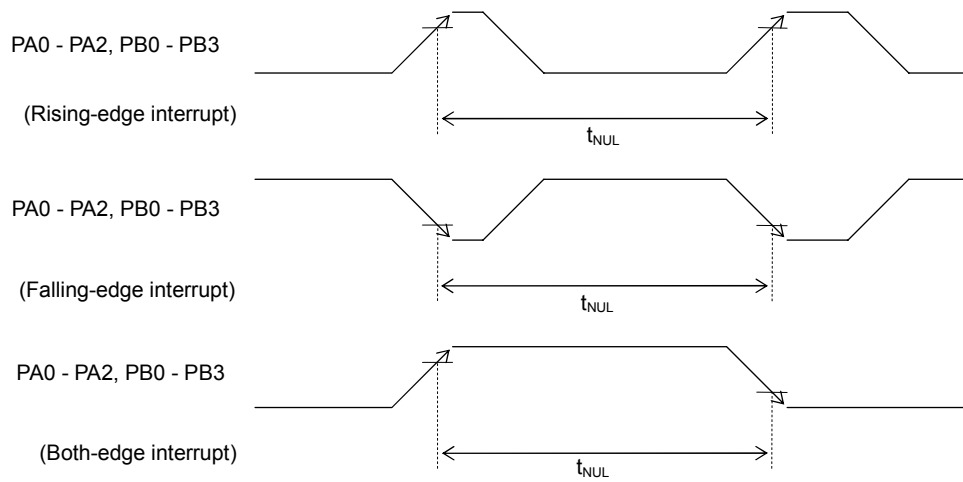 PA0 - PA2, PB0 - PB3
(Rising-edge interrupt)
tNUL
PA0 - PA2, PB0 - PB3
(Falling-edge interrupt)
tNUL
PA0 - PA2, PB0 - PB3
(Both-edge interrupt)
tNUL